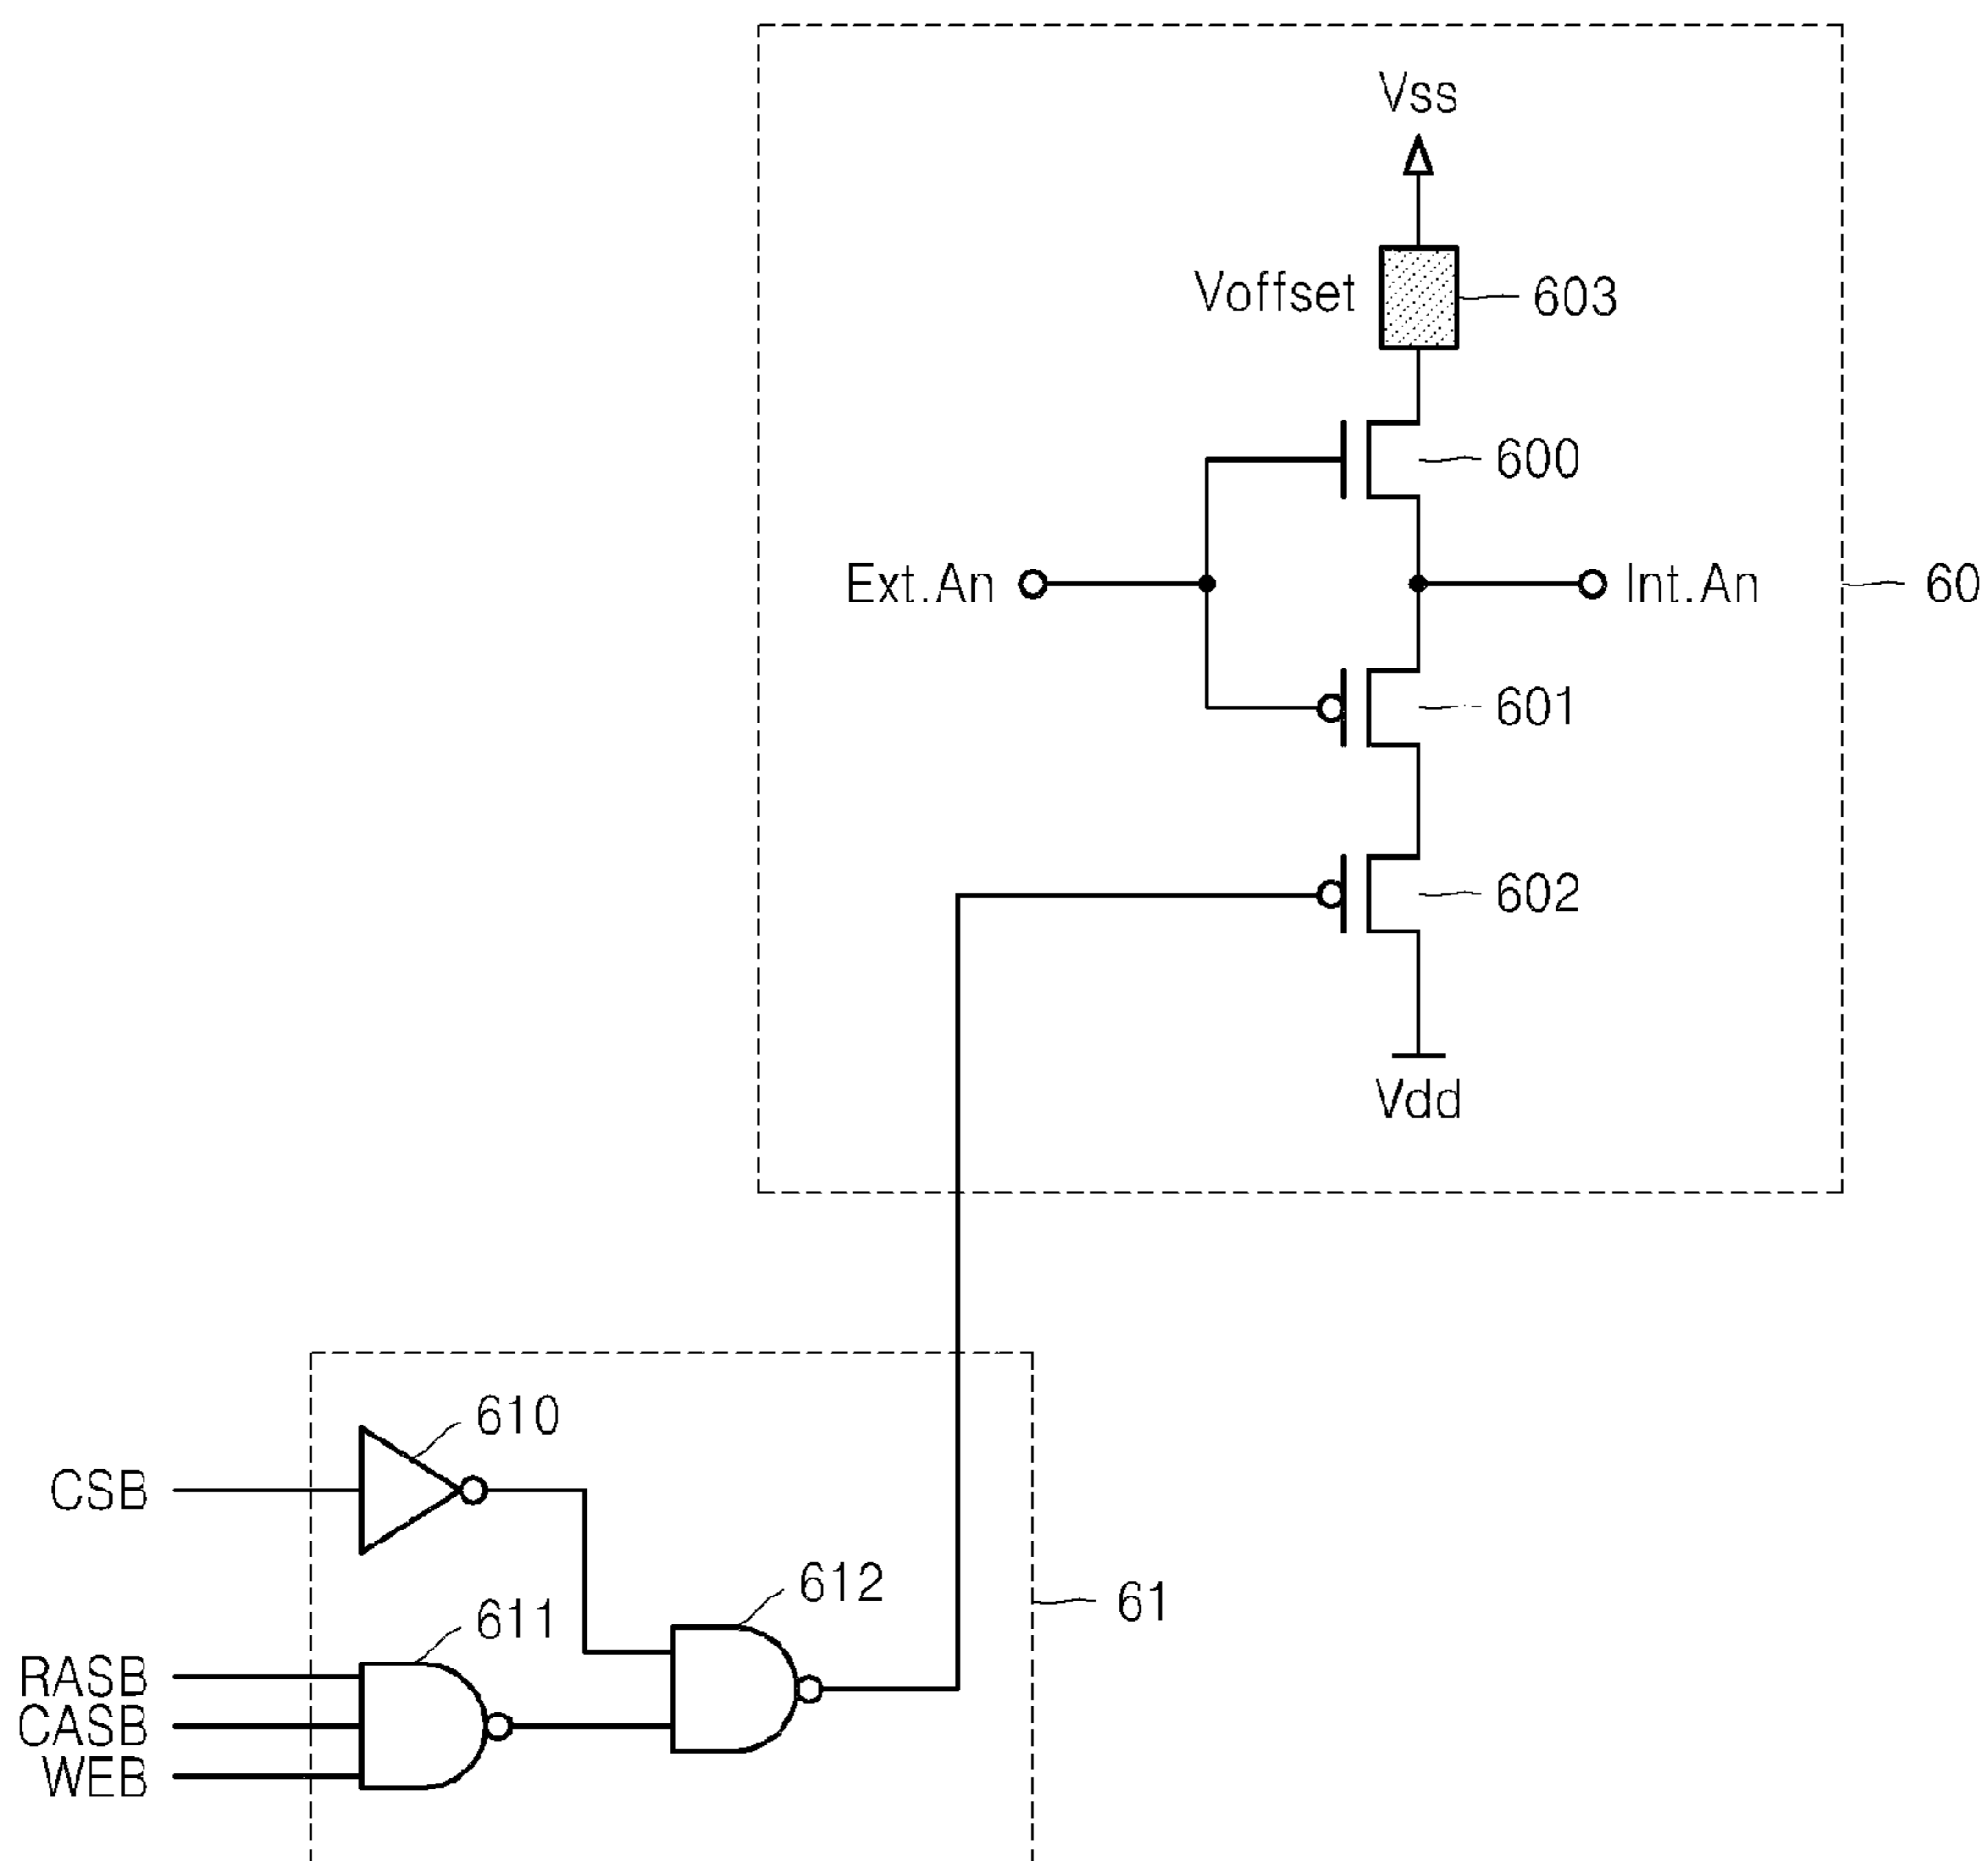 Vss
Voffset
603
600
Ext.An
Int.An
60
601
602
Vdd
610
CSB
612
61
611
RASB
CASB
WEB